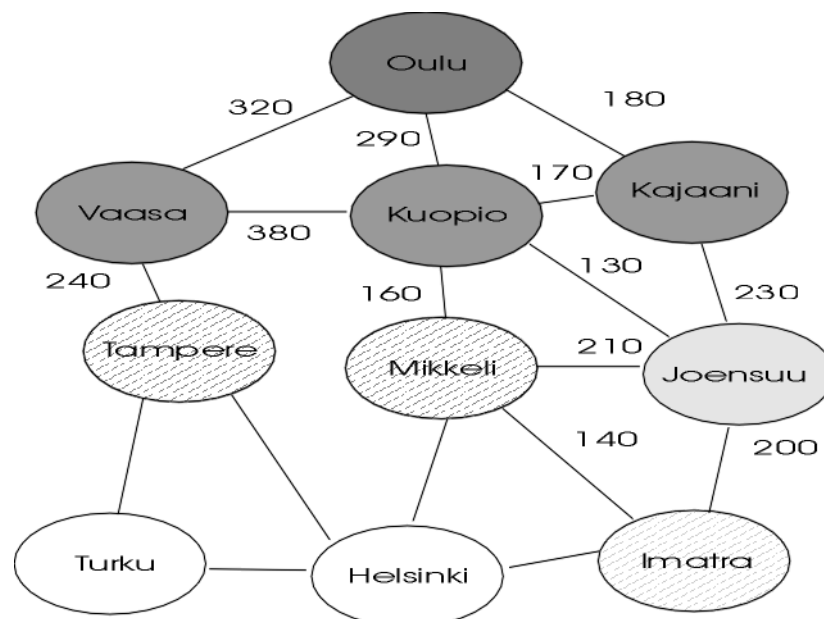 Oulu
320
290
180
170
Vaasa
Kuopio
Kajaani
380
240
160
130
230
Tampere
Mikkeli
210
Joensuu
140
200
Turku
Helsinki
Imatra